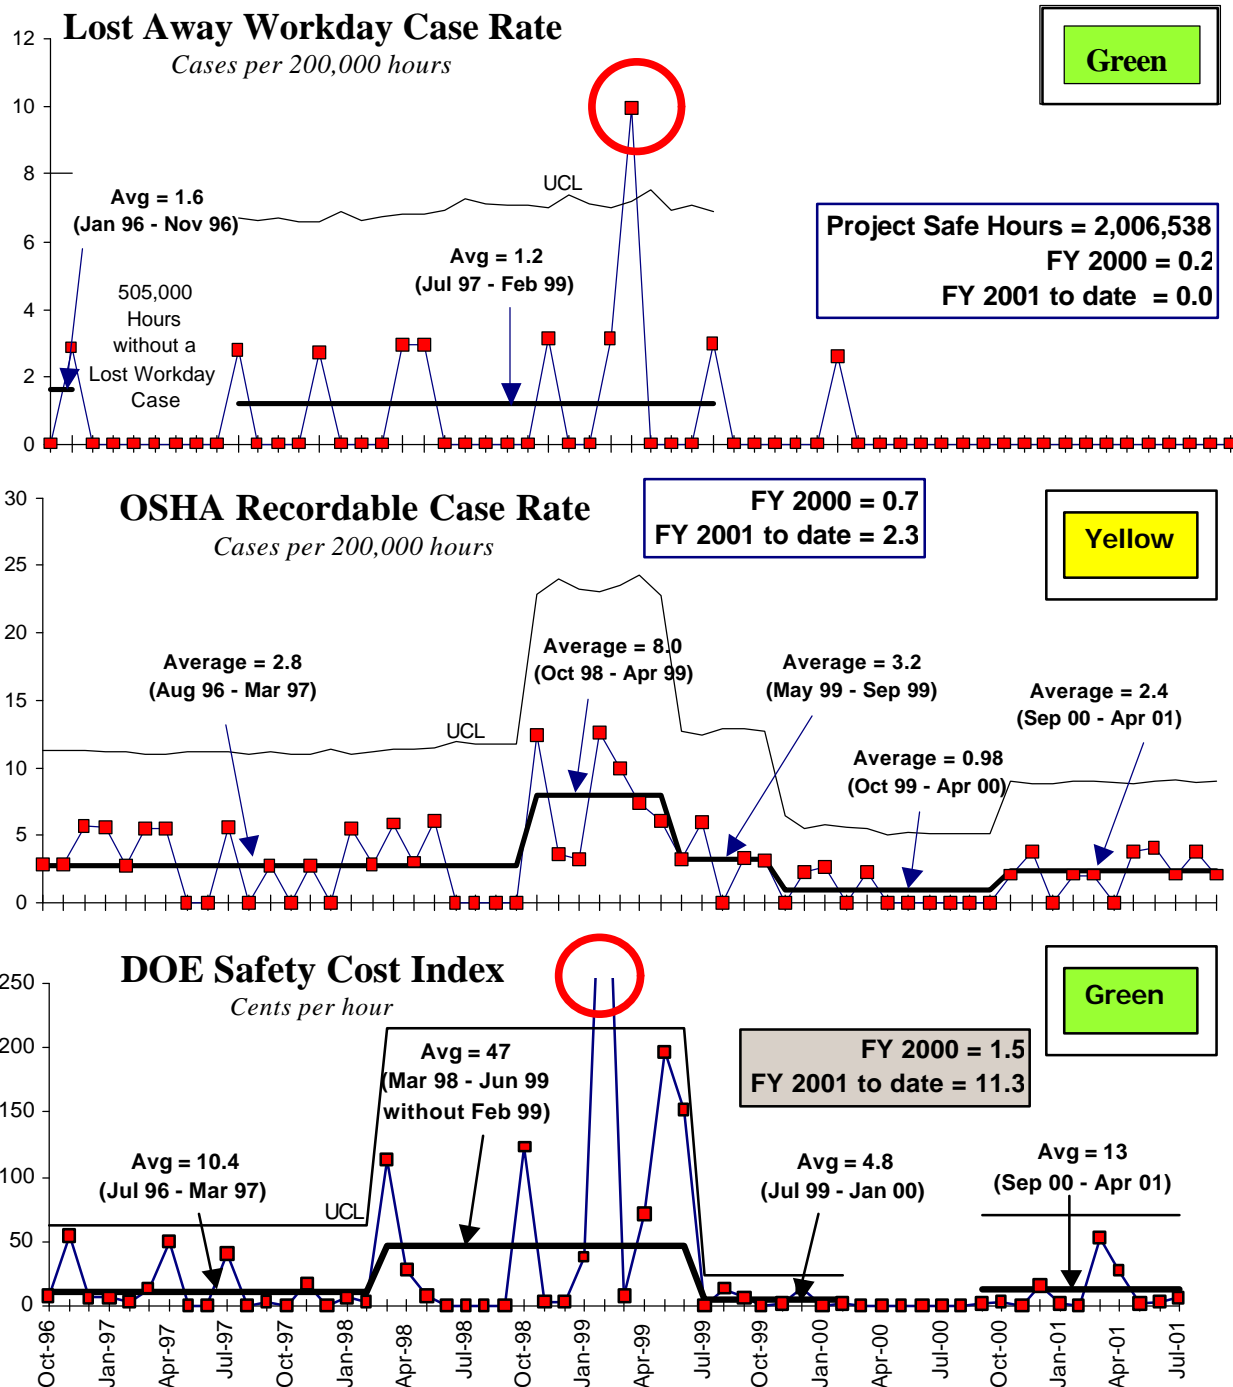 Lost Away Workday Case Rate
Cases per 200,000 hours
Green
12
10
8
6
4
2
0
Avg = 1.6
(Jan 96 - Nov 96)
505,000
Hours
without a
Lost Workday
Case
UCL
Avg = 1.2
(Jul 97 - Feb 99)
Project Safe Hours = 2,006,538
FY 2000 = 0.2
FY 2001 to date = 0.0
OSHA Recordable Case Rate
Cases per 200,000 hours
FY 2000 = 0.7
FY 2001 to date = 2.3
Yellow
30
25
20
15
10
5
0
Average = 2.8
(Aug 96 - Mar 97)
UCL
Average = 8.0
(Oct 98 - Apr 99)
Average = 3.2
(May 99 - Sep 99)
Average = 0.98
(Oct 99 - Apr 00)
Average = 2.4
(Sep 00 - Apr 01)
DOE Safety Cost Index
Cents per hour
Green
250
200
150
100
50
0
Avg = 10.4
(Jul 96 - Mar 97)
UCL
Avg = 47
(Mar 98 - Jun 99
without Feb 99)
FY 2000 = 1.5
FY 2001 to date = 11.3
Avg = 4.8
(Jul 99 - Jan 00)
Avg = 13
(Sep 00 - Apr 01)
Oct-96
Jan-97
Apr-97
Jul-97
Oct-97
Jan-98
Apr-98
Jul-98
Oct-98
Jan-99
Apr-99
Jul-99
Oct-99
Jan-00
Apr-00
Jul-00
Oct-00
Jan-01
Apr-01
Jul-01